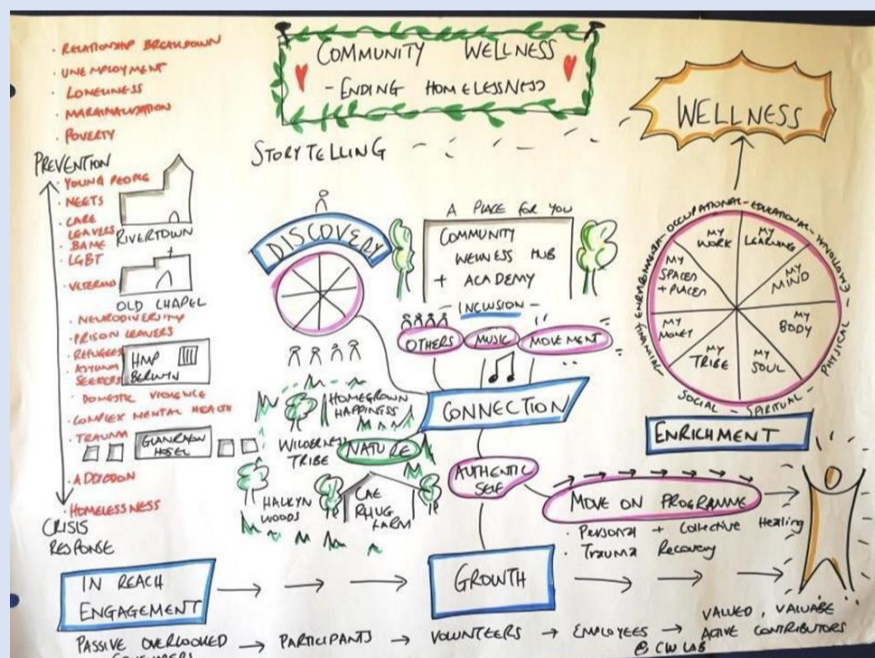 COMMUNITY WELLNESS
- ENDING HOMELESSNESS
· RELATIONSHIP BREAKDOWN
· UNEMPLOYMENT
· LONELINESS
· MARGINALISATION
· POVERTY
PREVENTION
· YOUNG PEOPLE
· NEETS
· CARE
LEAVERS
· BAME
· LGBT
· VETERANS
· NEURODIVERSITY
· PRISON LEAVERS
· REFUGEES
· ASYLUM
SEEKERS
· DOMESTIC VIOLENCE
· COMPLEX MENTAL HEALTH
· TRAUMA
· ADDICTION
· HOMELESSNESS
CRISIS
RESPONSE
RIVERTOWN
OLD CHAPEL
HMP
BERWYN
HOSTEL
STORYTELLING
DISCOVERY
A PLACE FOR YOU
COMMUNITY
WELLNESS HUB
+ ACADEMY
- INCLUSION -
OTHERS
MUSIC
MOVEMENT
CONNECTION
HOMEGROWN
HAPPINESS
WILDERNESS
TRIBE
NATURE
HALKYN
WOODS
CAE
RHUG
FARM
AUTHENTIC
SELF
WELLNESS
FINANCIAL - ENVIRONMENTAL - OCCUPATIONAL - EDUCATIONAL - EMOTIONAL - PHYSICAL
SOCIAL - SPIRITUAL -
MY
WORK
MY
LEARNING
MY
MIND
MY
BODY
MY
SOUL
MY
TRIBE
MY
MONEY
MY
SPACES
+ PLACES
ENRICHMENT
MOVE ON PROGRAMME
· Personal + Collective Healing
· Trauma Recovery
IN REACH
ENGAGEMENT
GROWTH
PASSIVE OVERLOOKED → PARTICIPANTS → VOLUNTEERS → EMPLOYEES → VALUED, VALUABLE
ACTIVE CONTRIBUTORS
@ CW LAB